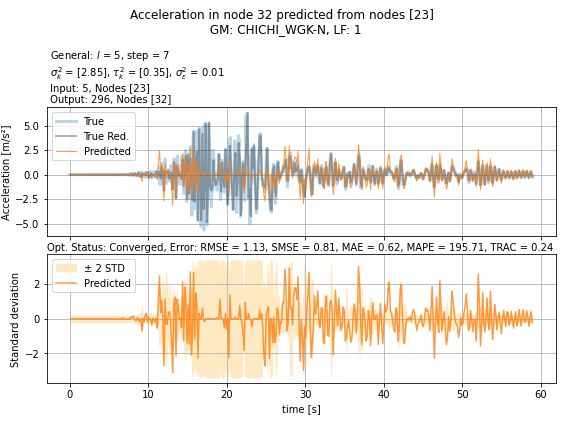 Acceleration in node 32 predicted from nodes [23]
GM: CHICHI_WGK-N, LF: 1
General: l = 5, step = 7
σ²ₖ = [2.85], τ²ₖ = [0.35], σ²ε = 0.01
Input: 5, Nodes [23]
Output: 296, Nodes [32]
Acceleration [m/s²]
5.0
2.5
0.0
−2.5
−5.0
True
True Red.
Predicted
Opt. Status: Converged, Error: RMSE = 1.13, SMSE = 0.81, MAE = 0.62, MAPE = 195.71, TRAC = 0.24
Standard deviation
2
0
−2
± 2 STD
Predicted
0 10 20 30 40 50 60
time [s]